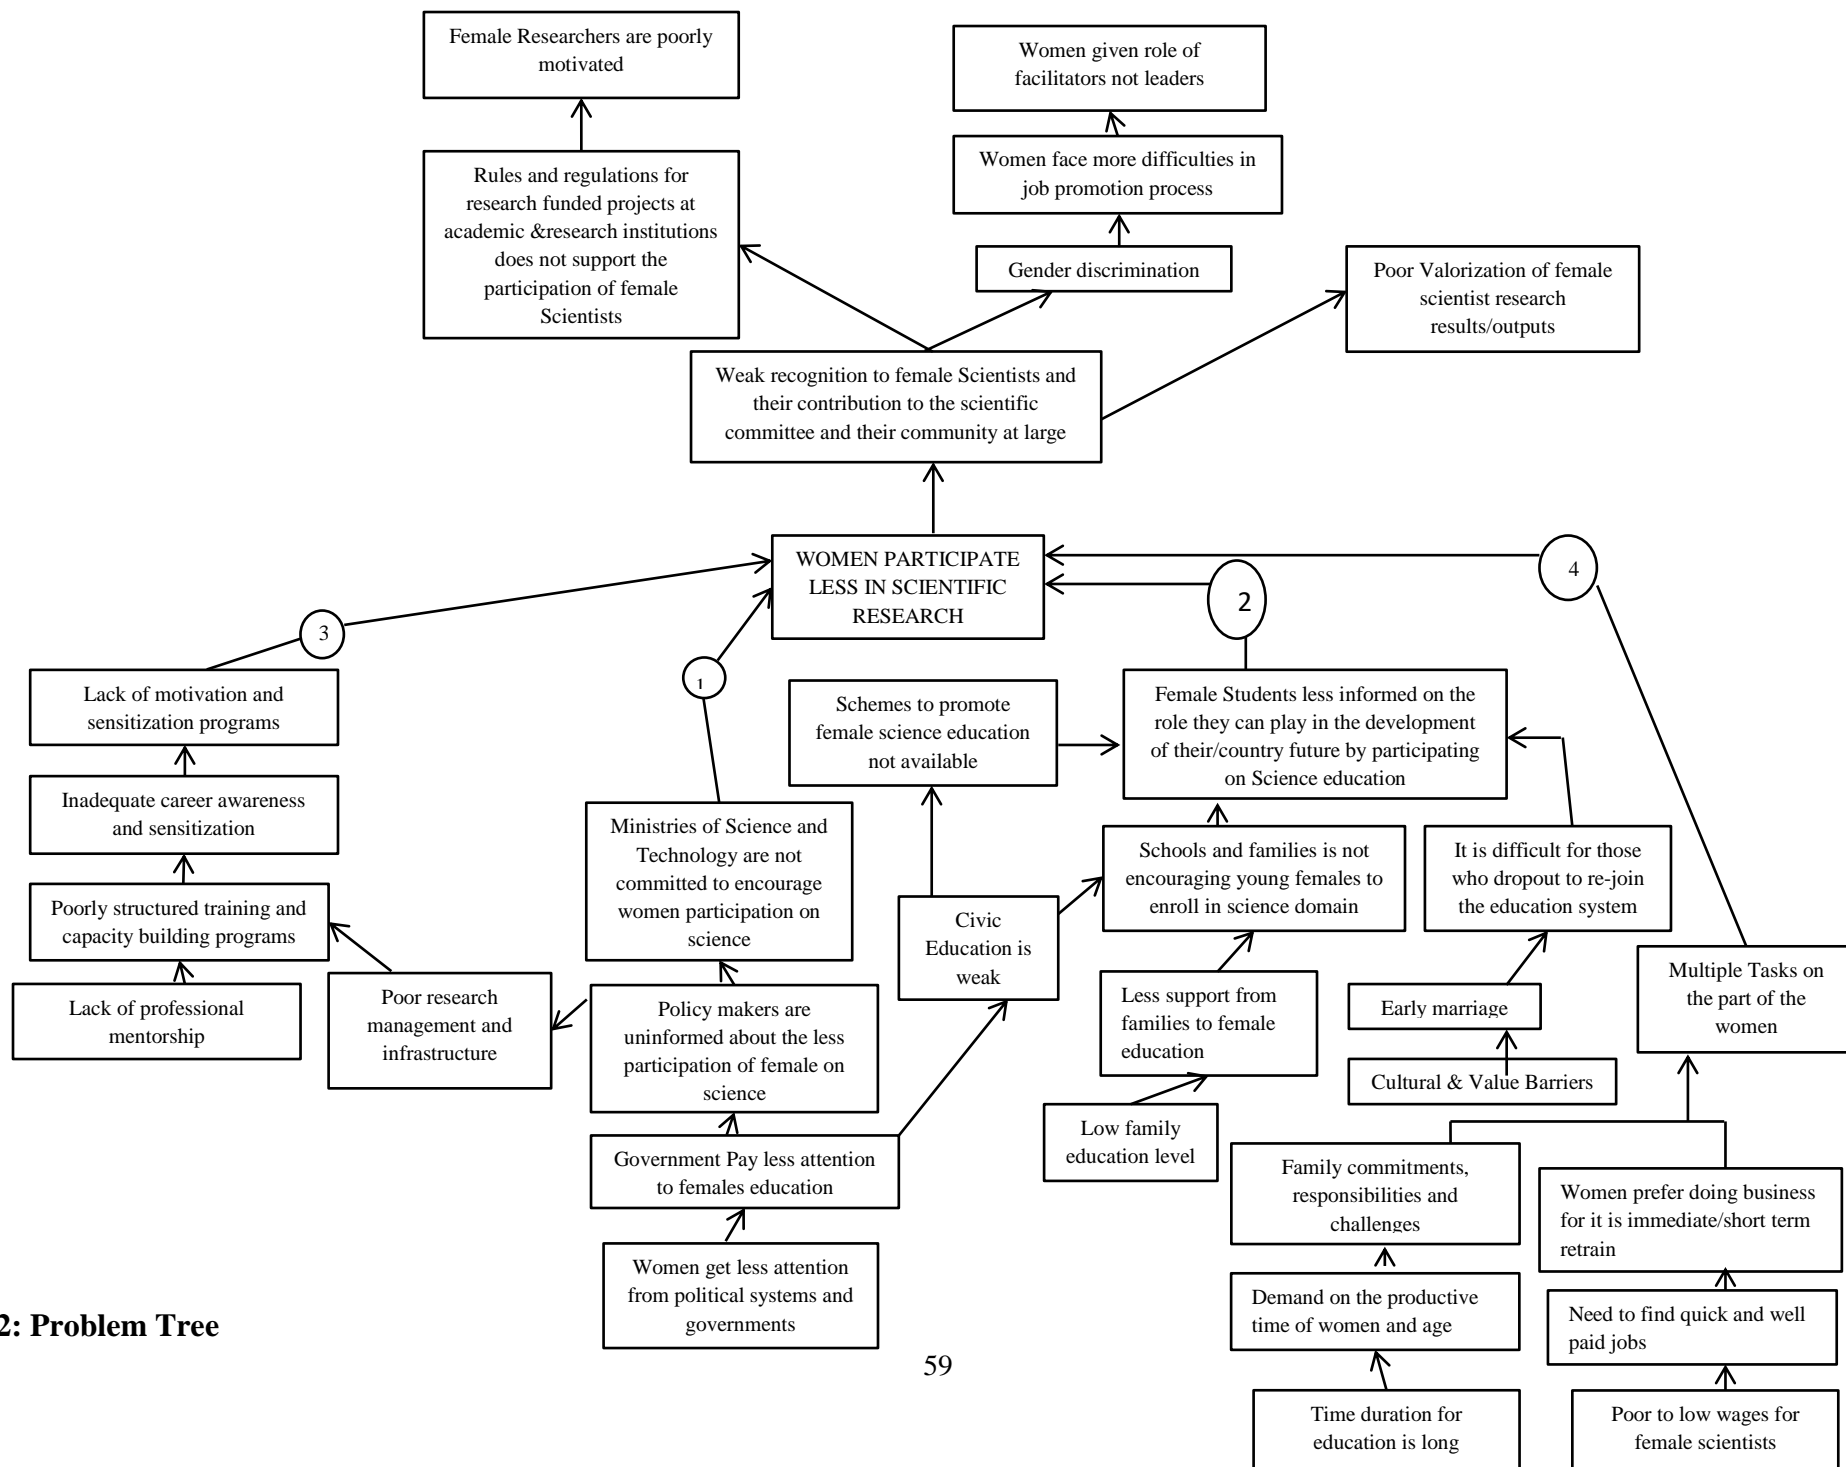 Female Researchers are poorly
motivated
Women given role of
facilitators not leaders
Women face more difficulties in
job promotion process
Rules and regulations for
research funded projects at
academic &research institutions
does not support the
participation of female
Scientists
Gender discrimination
Poor Valorization of female
scientist research
results/outputs
Weak recognition to female Scientists and
their contribution to the scientific
committee and their community at large
WOMEN PARTICIPATE
LESS IN SCIENTIFIC
RESEARCH
4
2
3
1
Lack of motivation and
sensitization programs
Schemes to promote
female science education
not available
Female Students less informed on the
role they can play in the development
of their/country future by participating
on Science education
Inadequate career awareness
and sensitization
Ministries of Science and
Technology are not
committed to encourage
women participation on
science
Schools and families is not
encouraging young females to
enroll in science domain
It is difficult for those
who dropout to re-join
the education system
Poorly structured training and
capacity building programs
Civic
Education is
weak
Multiple Tasks on
the part of the
women
Lack of professional
mentorship
Poor research
management and
infrastructure
Policy makers are
uninformed about the less
participation of female on
science
Less support from
families to female
education
Early marriage
Cultural & Value Barriers
Low family
education level
Government Pay less attention
to females education
Family commitments,
responsibilities and
challenges
Women prefer doing business
for it is immediate/short term
retrain
Women get less attention
from political systems and
governments
Demand on the productive
time of women and age
Need to find quick and well
paid jobs
2: Problem Tree
59
Time duration for
education is long
Poor to low wages for
female scientists